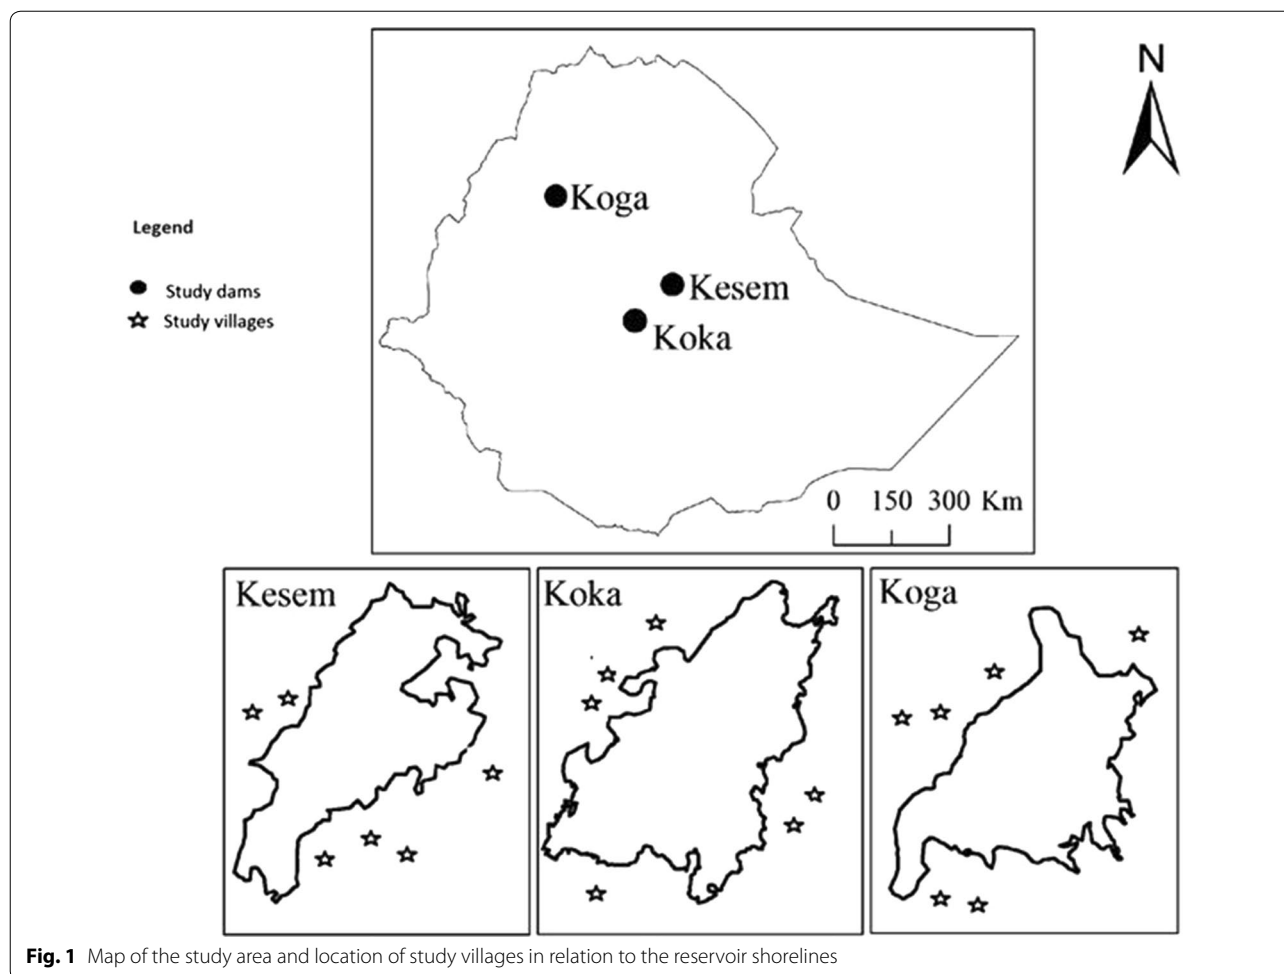 N
Koga
Legend
Kesem
Study dams
Study villages
Koka
0 150 300 Km
Kesem
Koka
Koga
Fig. 1 Map of the study area and location of study villages in relation to the reservoir shorelines